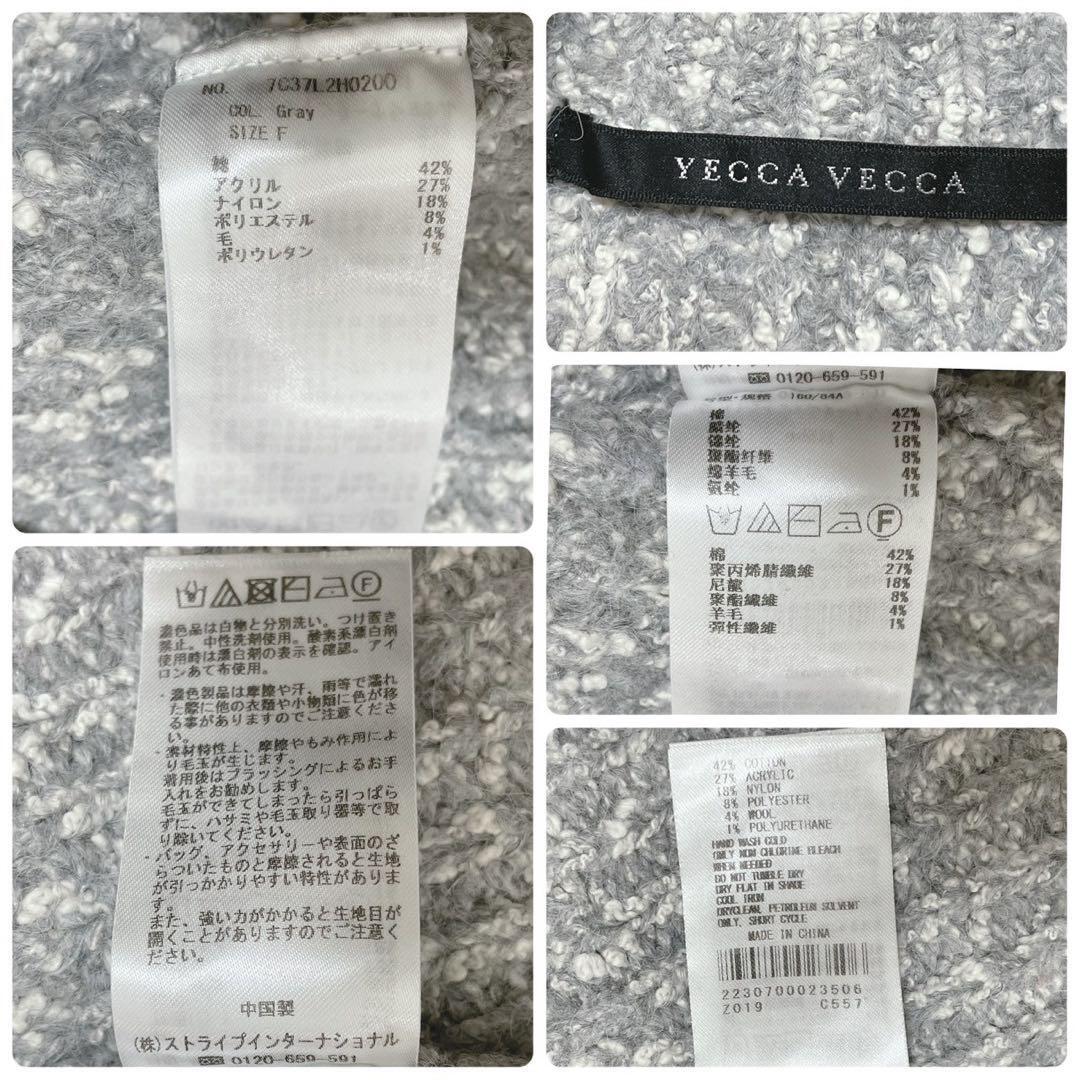 NO. 7C37L2H0200
COL. Gray
SIZE F
綿 42%
アクリル 27%
ナイロン 18%
ポリエステル 8%
毛 4%
ポリウレタン 1%
YECCA VECCA
(株)ストライ
0120-659-591
号型・規格 160/84A
棉 42%
腈纶 27%
锦纶 18%
聚酯纤维 8%
绵羊毛 4%
氨纶 1%
F
棉 42%
聚丙烯腈纖維 27%
尼龍 18%
聚酯纖維 8%
羊毛 4%
彈性纖維 1%
F
濃色品は白物と分別洗い。つけ置き
禁止。中性洗剤使用。酸素系漂白剤
使用時は漂白剤の表示を確認。アイ
ロンあて布使用。
・濃色製品は摩擦や汗、雨等で濡れ
た際に他の衣類や小物類に色が移
る事がありますのでご注意くださ
い。
・素材特性上、摩擦やもみ作用によ
り毛玉が生じます。
着用後はブラッシングによるお手
入れをお勧めします。
毛玉ができてしまったら引っぱら
ずに、ハサミや毛玉取り器等で取
り除いてください。
・バッグ、アクセサリーや表面のざ
らついたものと摩擦されると生地
が引っかかりやすい特性がありま
す。
また、強い力がかかると生地目が
開くことがありますのでご注意く
ださい。
中国製
(株)ストライプインターナショナル
0120-659-591
42% COTTON
27% ACRYLIC
18% NYLON
8% POLYESTER
4% WOOL
1% POLYURETHANE
HAND WASH COLD
ONLY NON CHLORINE BLEACH
WHEN NEEDED
DO NOT TUMBLE DRY
DRY FLAT IN SHADE
COOL IRON
DRYCLEAN, PETROLEUM SOLVENT
ONLY, SHORT CYCLE
MADE IN CHINA
2230700023506
Z019 C557